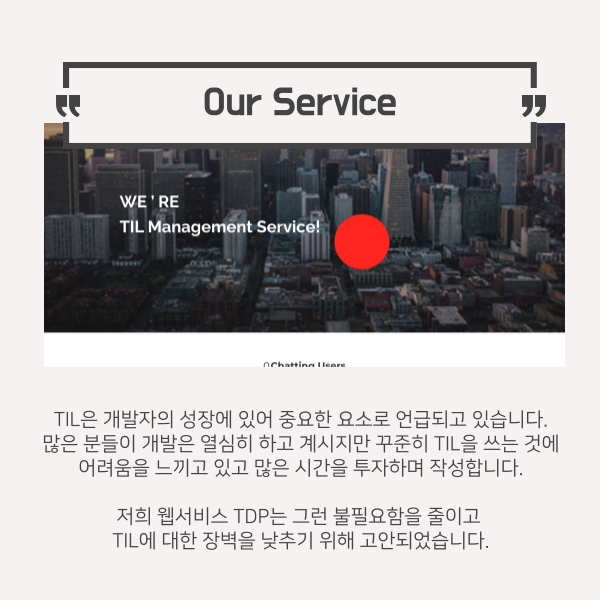 Our Service
WE ' RE
TIL Management Service!
0Chatting Users
TIL은 개발자의 성장에 있어 중요한 요소로 언급되고 있습니다.
많은 분들이 개발은 열심히 하고 계시지만 꾸준히 TIL을 쓰는 것에
어려움을 느끼고 있고 많은 시간을 투자하며 작성합니다.
저희 웹서비스 TDP는 그런 불필요함을 줄이고
TIL에 대한 장벽을 낮추기 위해 고안되었습니다.